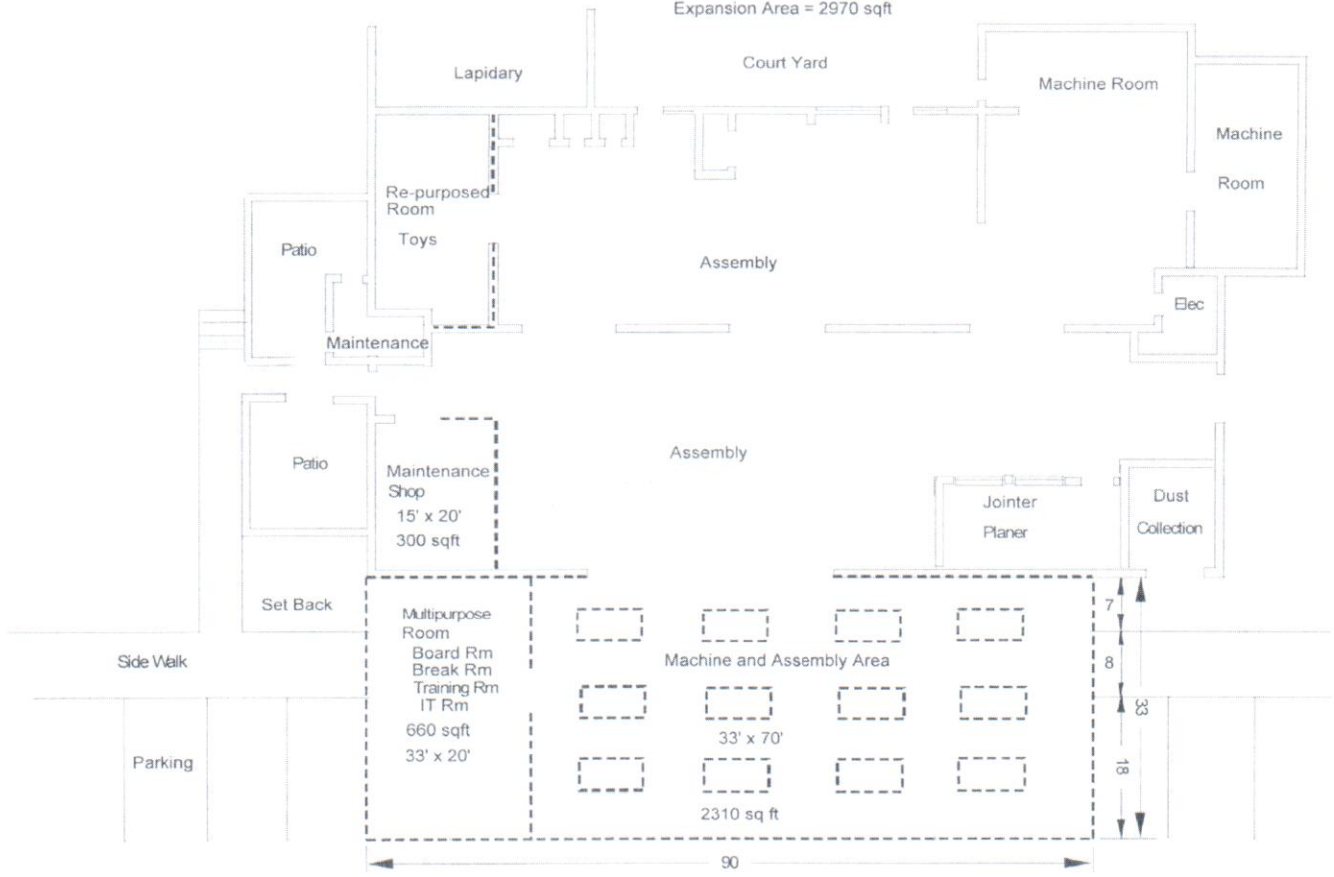 Expansion Area = 2970 sqft
Lapidary
Court Yard
Machine Room
Machine
Room
Re-purposed
Room
Toys
Patio
Assembly
Elec
Maintenance
Patio
Maintenance
Shop
15' x 20'
300 sqft
Assembly
Jointer
Planer
Dust
Collection
Set Back
Multipurpose
Room
Board Rm
Break Rm
Training Rm
IT Rm
660 sqft
33' x 20'
Machine and Assembly Area
33' x 70'
2310 sq ft
7
8
33
18
Side Walk
Parking
90